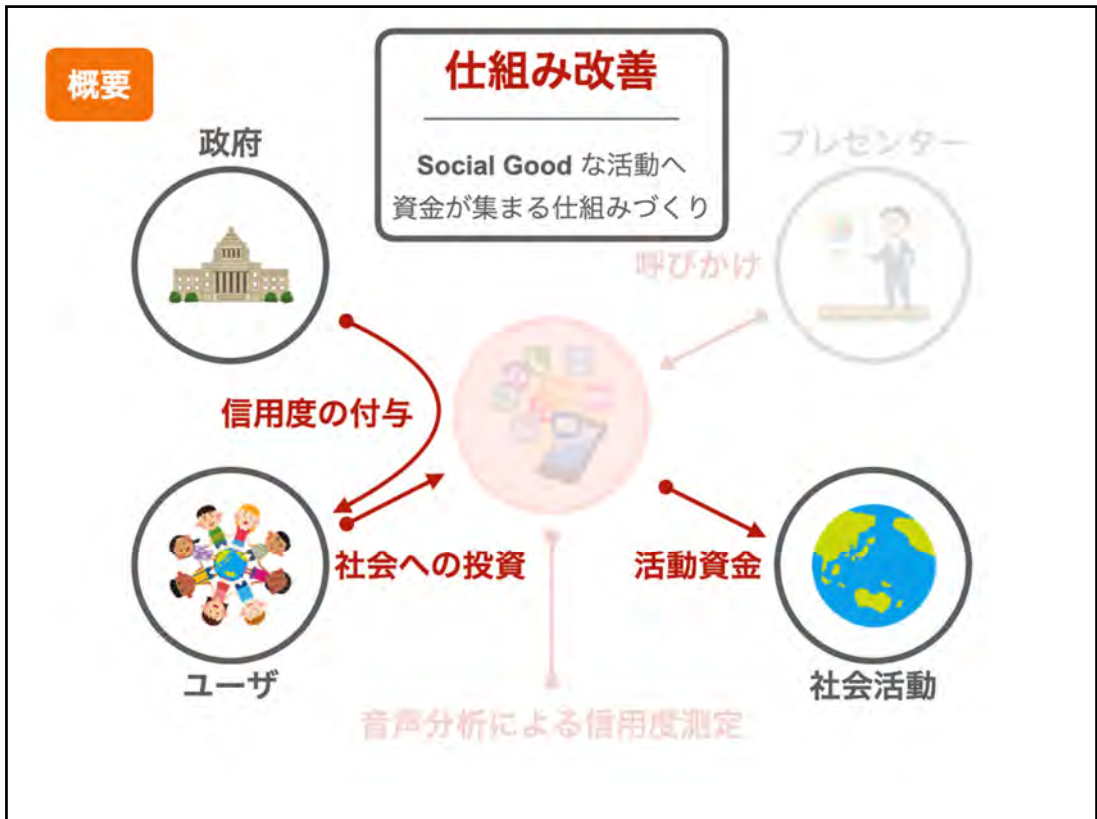 概要
仕組み改善
Social Good な活動へ
資金が集まる仕組みづくり
政府
プレゼンター
呼びかけ
信用度の付与
社会への投資
活動資金
ユーザ
社会活動
音声分析による信用度測定